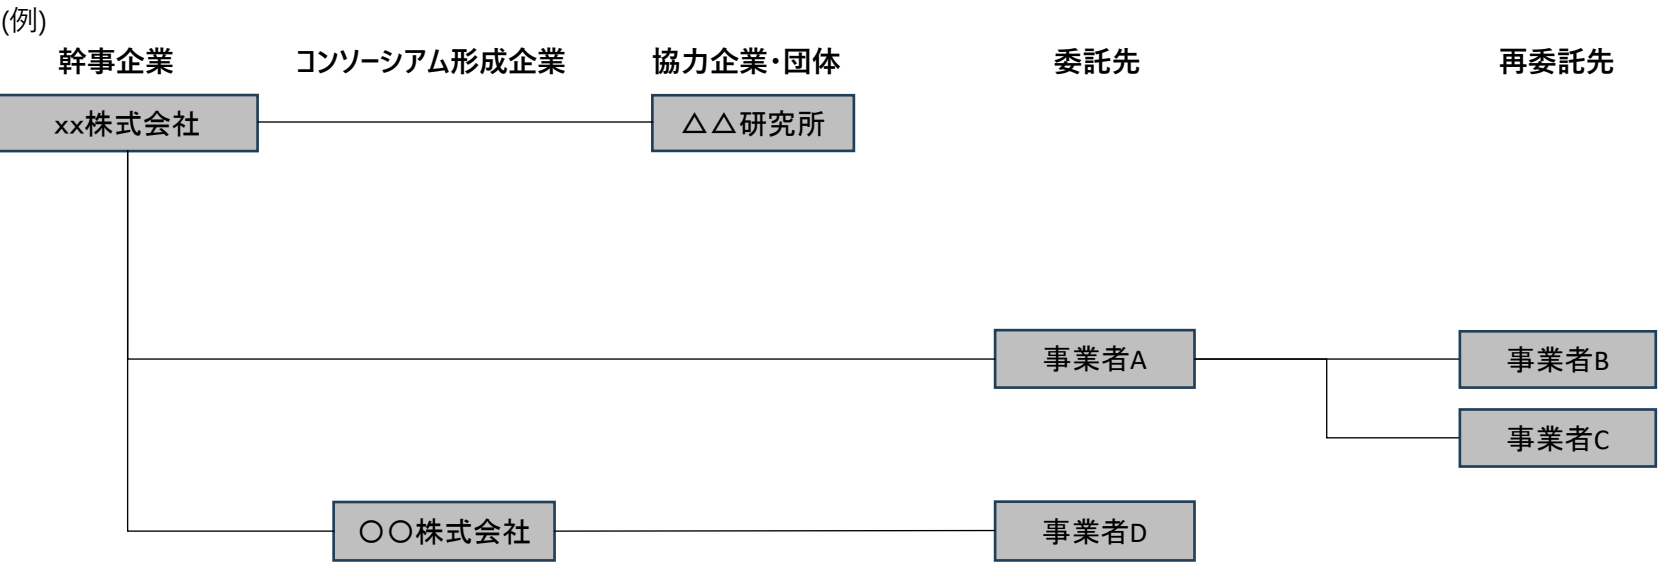 (例)
幹事企業 コンソーシアム形成企業 協力企業・団体 委託先 再委託先
xx株式会社 △△研究所
事業者A 事業者B
事業者C
〇〇株式会社 事業者D